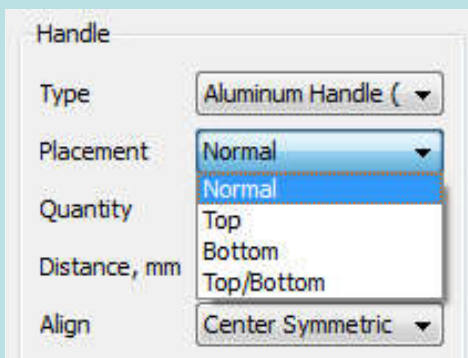 Handle
Type Aluminum Handle (
Placement Normal
Normal
Quantity Top
Bottom
Distance, mm Top/Bottom
Align Center Symmetric